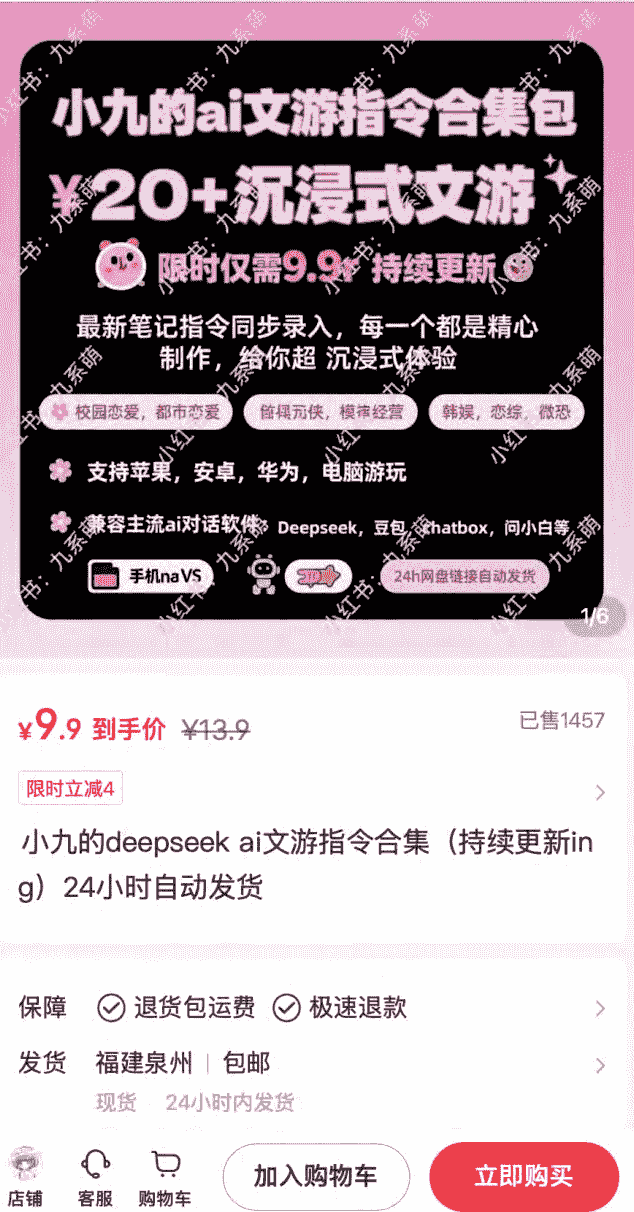 小九的ai文游指令合集包
¥20+沉浸式文游
限时仅需9.9r 持续更新
最新笔记指令同步录入，每一个都是精心
制作，给你超 沉浸式体验
校园恋爱，都市恋爱
模拟经营
韩娱，恋综，微恐
支持苹果，安卓，华为，电脑游玩
兼容主流ai对话软件：Deepseek，豆包，chatbox，问小白等
手机na VS
24h网盘链接自动发货
小红书：九系萌
1/6
¥9.9 到手价 ¥13.9
已售1457
限时立减4
小九的deepseek ai文游指令合集（持续更新in
g）24小时自动发货
保障 退货包运费 极速退款
发货 福建泉州 | 包邮
现货 24小时内发货
店铺 客服 购物车 加入购物车 立即购买